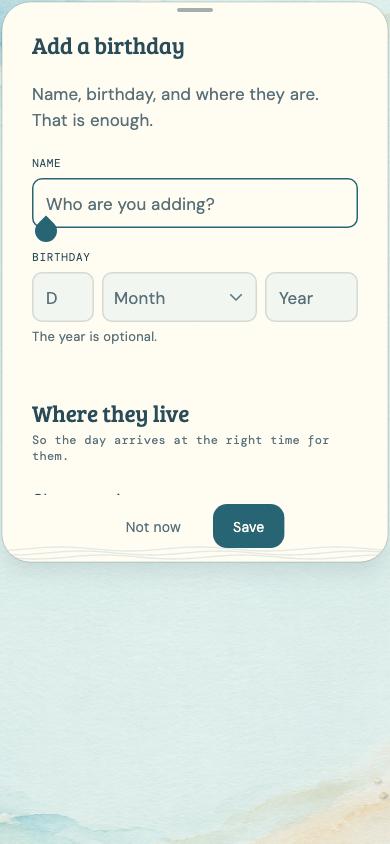 Add a birthday
Name, birthday, and where they are.
That is enough.
NAME
Who are you adding?
BIRTHDAY
D
Month
Year
The year is optional.
Where they live
So the day arrives at the right time for
them.
Not now
Save